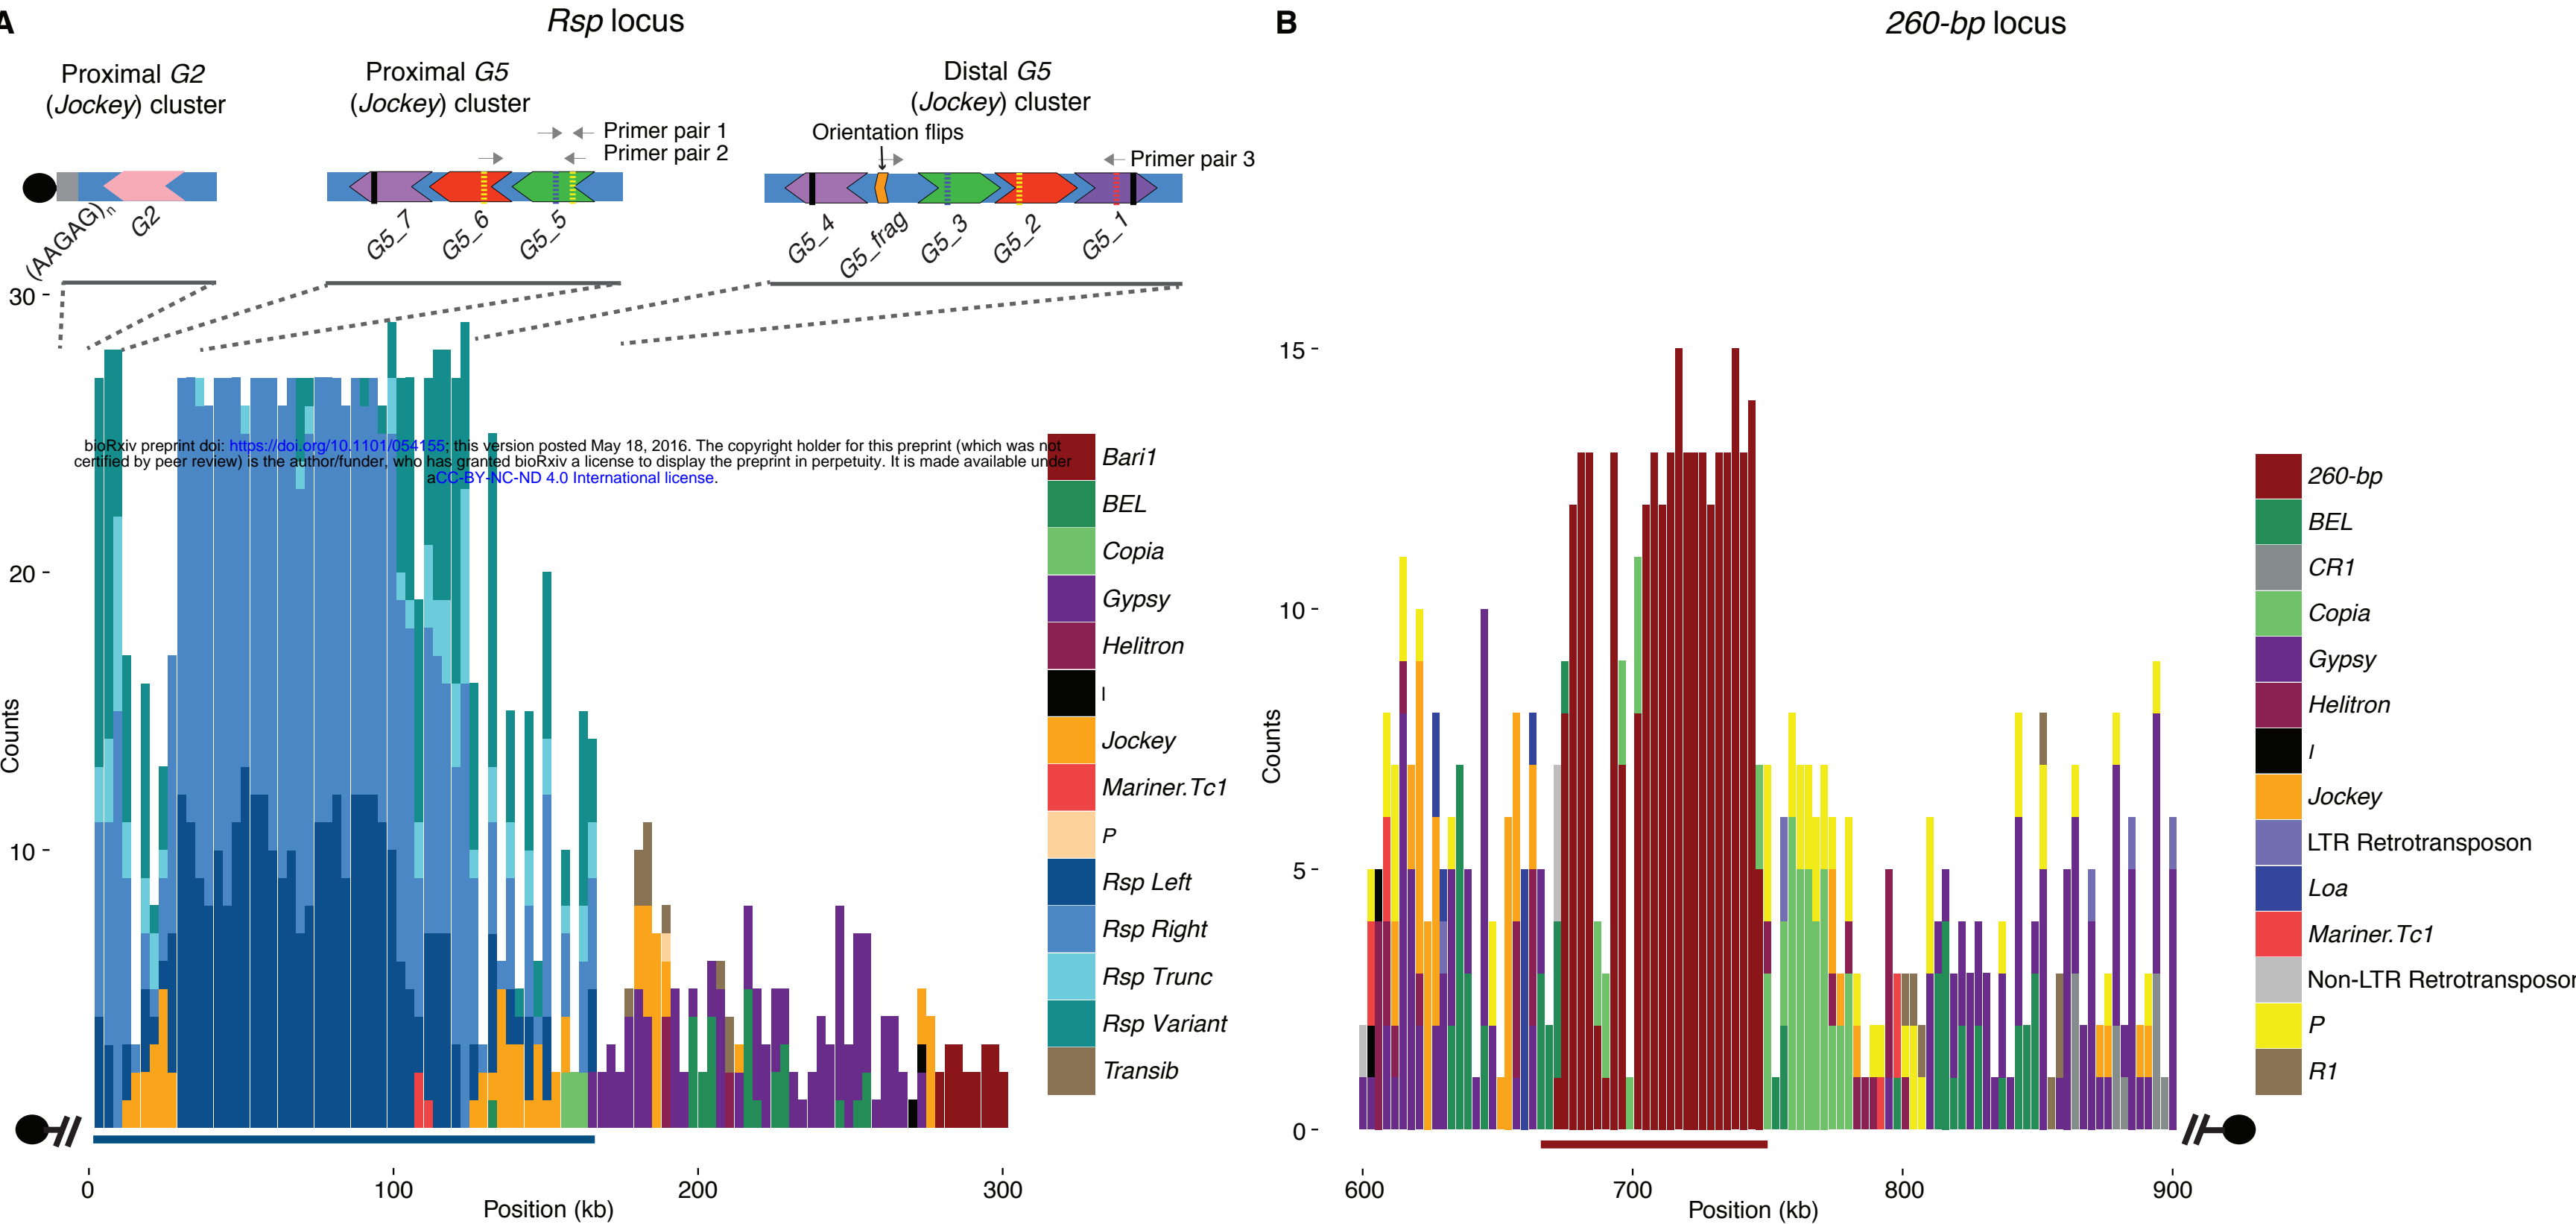 A
Rsp locus
Proximal G2
(Jockey) cluster
Proximal G5
(Jockey) cluster
Distal G5
(Jockey) cluster
Primer pair 1
Primer pair 2
Orientation flips
Primer pair 3
(AAGAG)n
G2
G5_7
G5_6
G5_5
G5_4
G5_frag
G5_3
G5_2
G5_1
30
20
10
Counts
bioRxiv preprint doi: https://doi.org/10.1101/054155; this version posted May 18, 2016. The copyright holder for this preprint (which was not
certified by peer review) is the author/funder, who has granted bioRxiv a license to display the preprint in perpetuity. It is made available under
aCC-BY-NC-ND 4.0 International license.
Bari1
BEL
Copia
Gypsy
Helitron
I
Jockey
Mariner.Tc1
P
Rsp Left
Rsp Right
Rsp Trunc
Rsp Variant
Transib
0
100
200
300
Position (kb)
B
260-bp locus
15
10
5
0
Counts
260-bp
BEL
CR1
Copia
Gypsy
Helitron
I
Jockey
LTR Retrotransposon
Loa
Mariner.Tc1
Non-LTR Retrotransposon
P
R1
600
700
800
900
Position (kb)